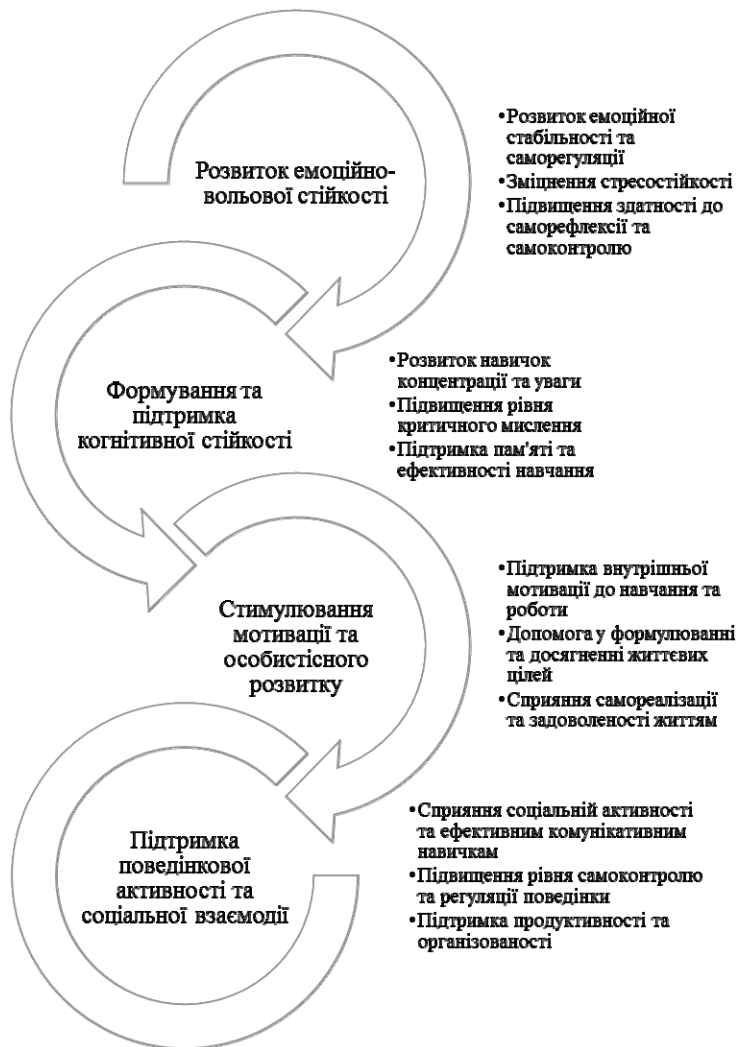 Розвиток емоційно-
вольової стійкості
•Розвиток емоційної
стабільності та
саморегуляції
•Зміцнення стресостійкості
•Підвищення здатності до
саморефлексії та
самоконтролю
Формування та
підтримка
когнітивної стійкості
•Розвиток навичок
концентрації та уваги
•Підвищення рівня
критичного мислення
•Підтримка пам'яті та
ефективності навчання
Стимулювання
мотивації та
особистісного
розвитку
•Підтримка внутрішньої
мотивації до навчання та
роботи
•Допомога у формулюванні
та досягненні життєвих
цілей
•Сприяння самореалізації
та задоволеності життям
Підтримка
поведінкової
активності та
соціальної взаємодії
•Сприяння соціальній активності
та ефективним комунікативним
навичкам
•Підвищення рівня самоконтролю
та регуляції поведінки
•Підтримка продуктивності та
організованості